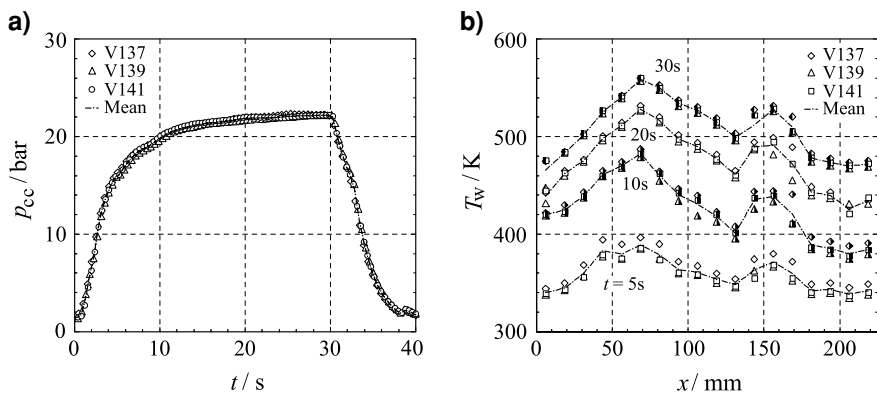 a)
p_cc / bar
30
20
10
0
V137
V139
V141
Mean
0 10 20 30 40
t / s
b)
T_w / K
600
500
400
300
30s
20s
10s
t = 5s
V137
V139
V141
Mean
0 50 100 150 200
x / mm